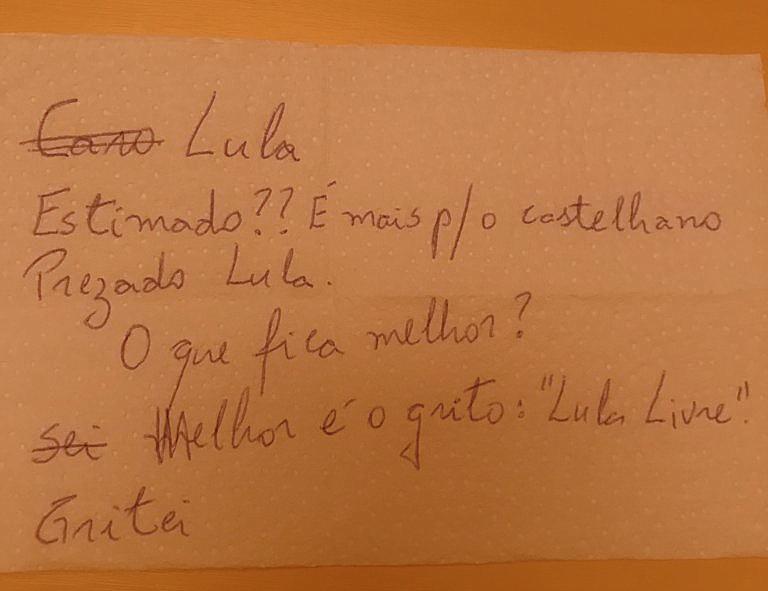 Caro Lula
Estimado?? É mais p/ o castelhano
Prezado Lula.
O que fica melhor?
sei Melhor é o grito: "Lula Livre".
Gritei